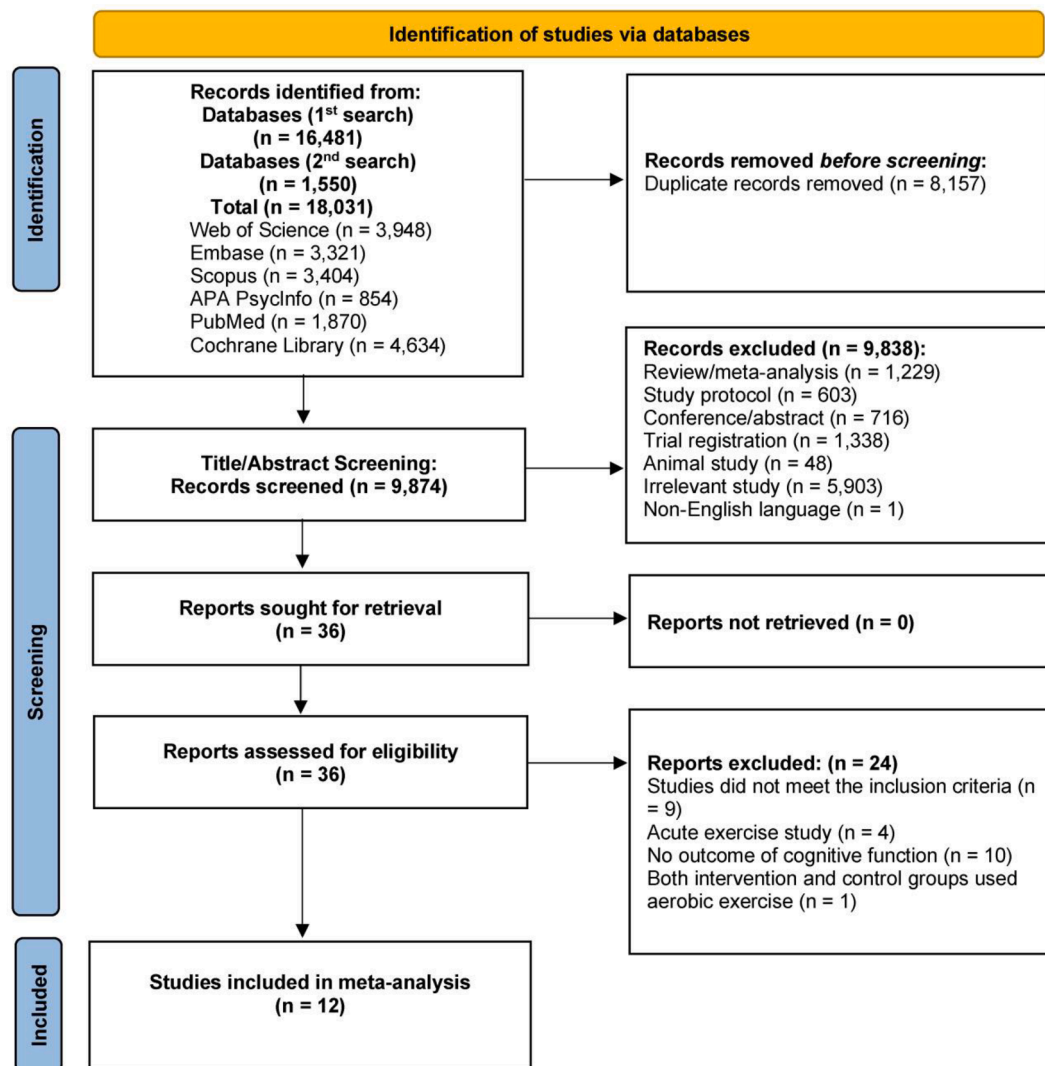 Identification of studies via databases
Identification
Records identified from:
Databases (1st search)
(n = 16,481)
Databases (2nd search)
(n = 1,550)
Total (n = 18,031)
Web of Science (n = 3,948)
Embase (n = 3,321)
Scopus (n = 3,404)
APA PsycInfo (n = 854)
PubMed (n = 1,870)
Cochrane Library (n = 4,634)
Records removed before screening:
Duplicate records removed (n = 8,157)
Screening
Title/Abstract Screening:
Records screened (n = 9,874)
Records excluded (n = 9,838):
Review/meta-analysis (n = 1,229)
Study protocol (n = 603)
Conference/abstract (n = 716)
Trial registration (n = 1,338)
Animal study (n = 48)
Irrelevant study (n = 5,903)
Non-English language (n = 1)
Reports sought for retrieval
(n = 36)
Reports not retrieved (n = 0)
Reports assessed for eligibility
(n = 36)
Reports excluded: (n = 24)
Studies did not meet the inclusion criteria (n
= 9)
Acute exercise study (n = 4)
No outcome of cognitive function (n = 10)
Both intervention and control groups used
aerobic exercise (n = 1)
Included
Studies included in meta-analysis
(n = 12)